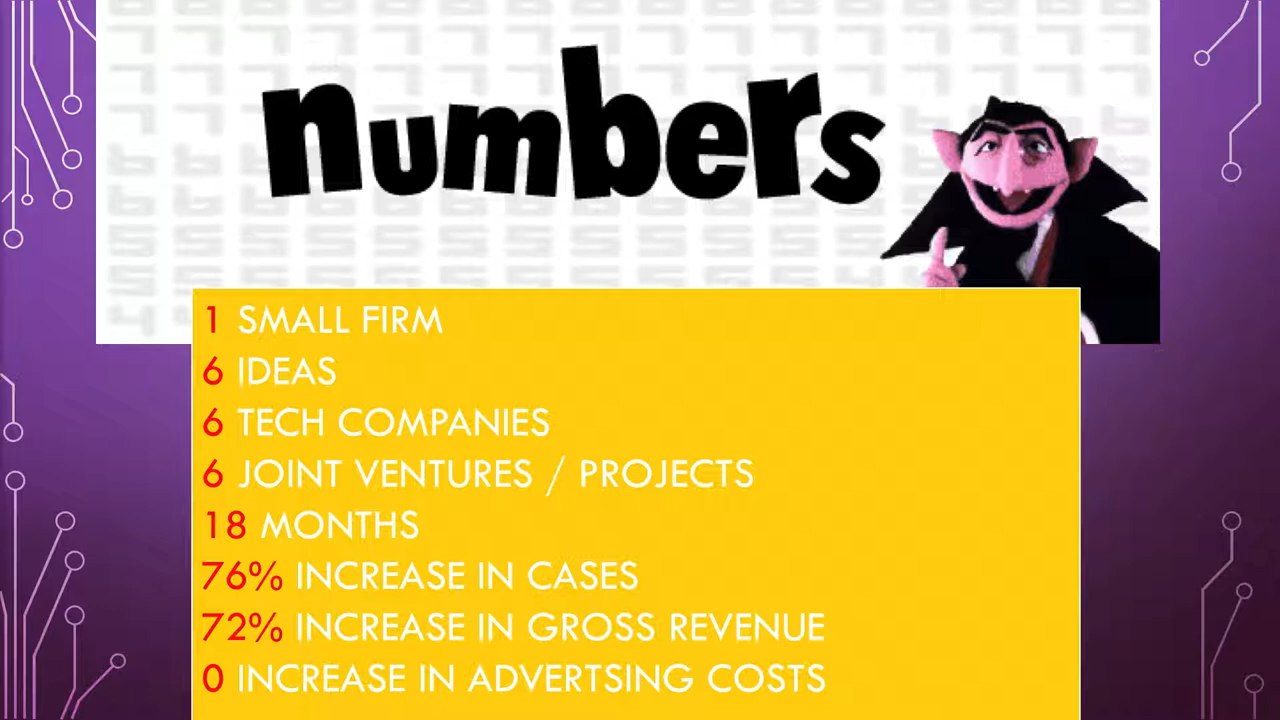 numbers
1 SMALL FIRM
6 IDEAS
6 TECH COMPANIES
6 JOINT VENTURES / PROJECTS
18 MONTHS
76% INCREASE IN CASES
72% INCREASE IN GROSS REVENUE
0 INCREASE IN ADVERTSING COSTS